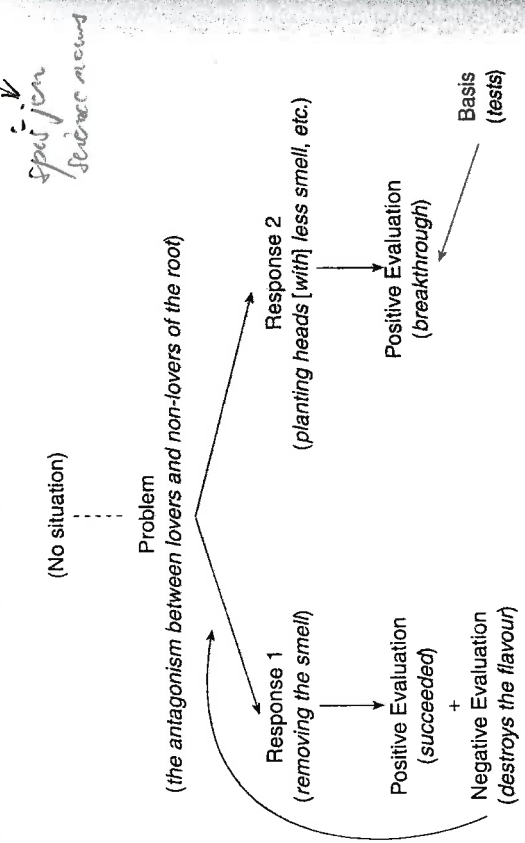 science news
(No situation)
Problem
(the antagonism between lovers and non-lovers of the root)
Response 1
(removing the smell)
Response 2
(planting heads [with] less smell, etc.)
Positive Evaluation
(succeeded)
+
Negative Evaluation
(destroys the flavour)
Positive Evaluation
(breakthrough)
Basis
(tests)